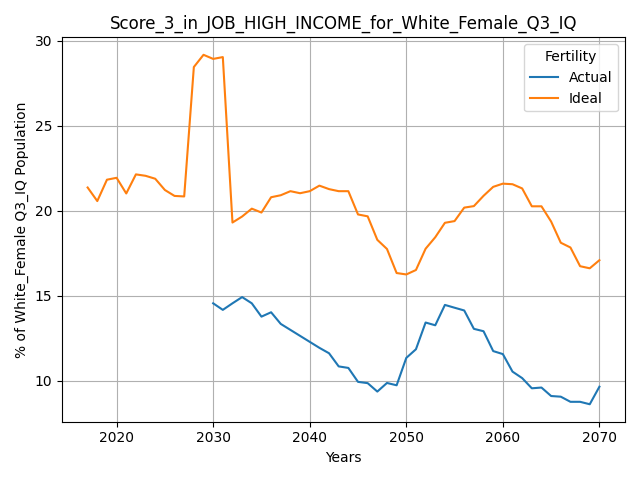 Score_3_in_JOB_HIGH_INCOME_for_White_Female_Q3_IQ
Fertility
Actual
Ideal
% of White_Female Q3_IQ Population
30
25
20
15
10
2020
2030
2040
2050
2060
2070
Years